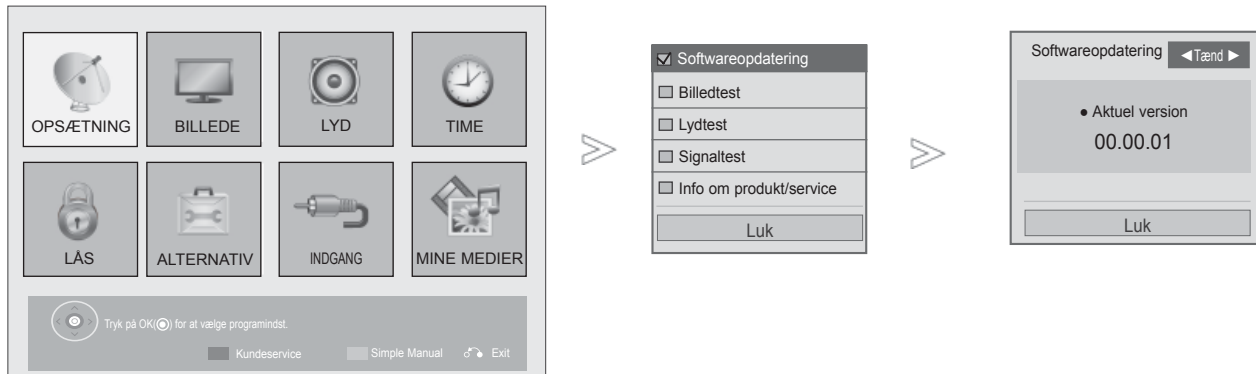 OPSÆTNING
BILLEDE
LYD
TIME
LÅS
ALTERNATIV
INDGANG
MINE MEDIER
Tryk på OK(◉) for at vælge programindst.
Kundeservice
Simple Manual
Exit
Softwareopdatering
Billedtest
Lydtest
Signaltest
Info om produkt/service
Luk
Softwareopdatering ◀Tænd ▶
● Aktuel version
00.00.01
Luk